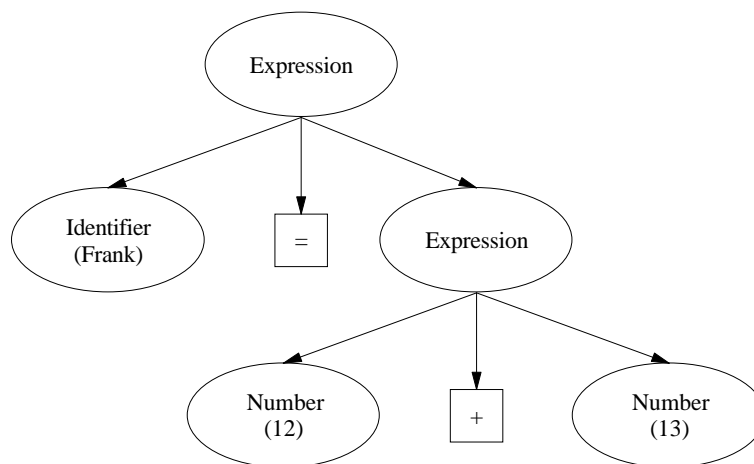 Expression
Identifier
(Frank)
=
Expression
Number
(12)
+
Number
(13)